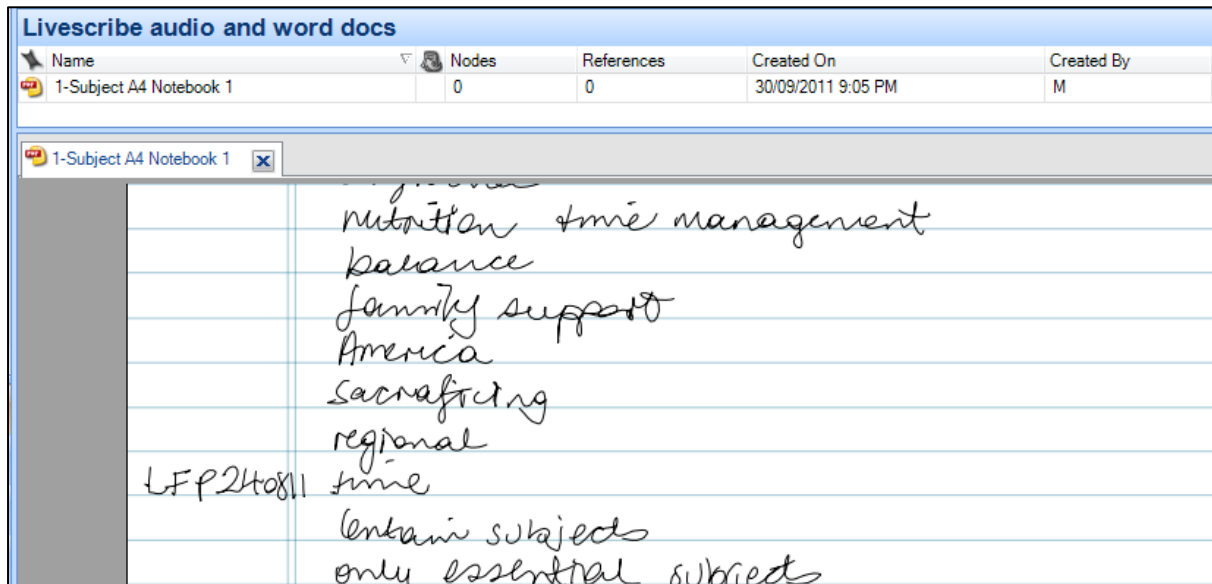 Livescribe audio and word docs
Name Nodes References Created On Created By
1-Subject A4 Notebook 1 0 0 30/09/2011 9:05 PM M
1-Subject A4 Notebook 1
nutrition time management
balance
family support
America
sacraficing
regional
LFP240811 time
Certain subjects
only essential subjects